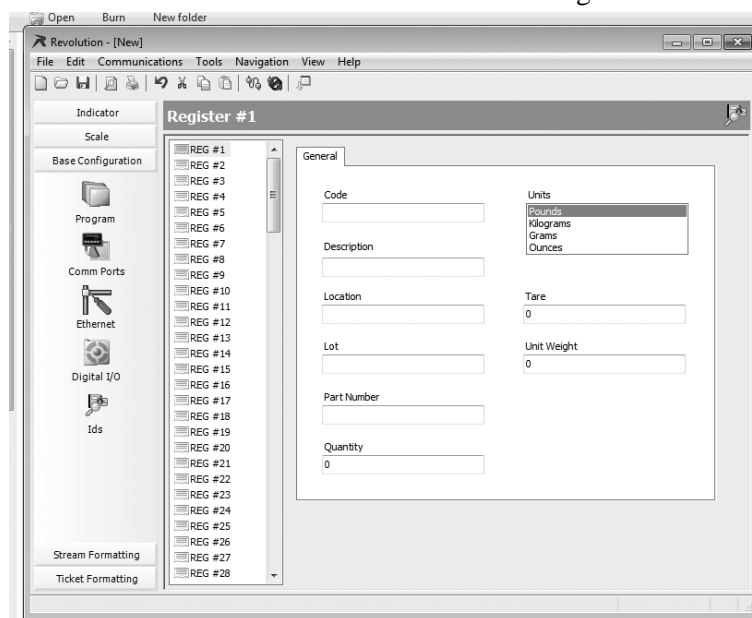 Open Burn New folder
Revolution - [New]
File Edit Communications Tools Navigation View Help
Indicator
Scale
Base Configuration
Program
Comm Ports
Ethernet
Digital I/O
Ids
Stream Formatting
Ticket Formatting
Register #1
REG #1
REG #2
REG #3
REG #4
REG #5
REG #6
REG #7
REG #8
REG #9
REG #10
REG #11
REG #12
REG #13
REG #14
REG #15
REG #16
REG #17
REG #18
REG #19
REG #20
REG #21
REG #22
REG #23
REG #24
REG #25
REG #26
REG #27
REG #28
General
Code
Description
Location
Lot
Part Number
Quantity
0
Units
Pounds
Kilograms
Grams
Ounces
Tare
0
Unit Weight
0